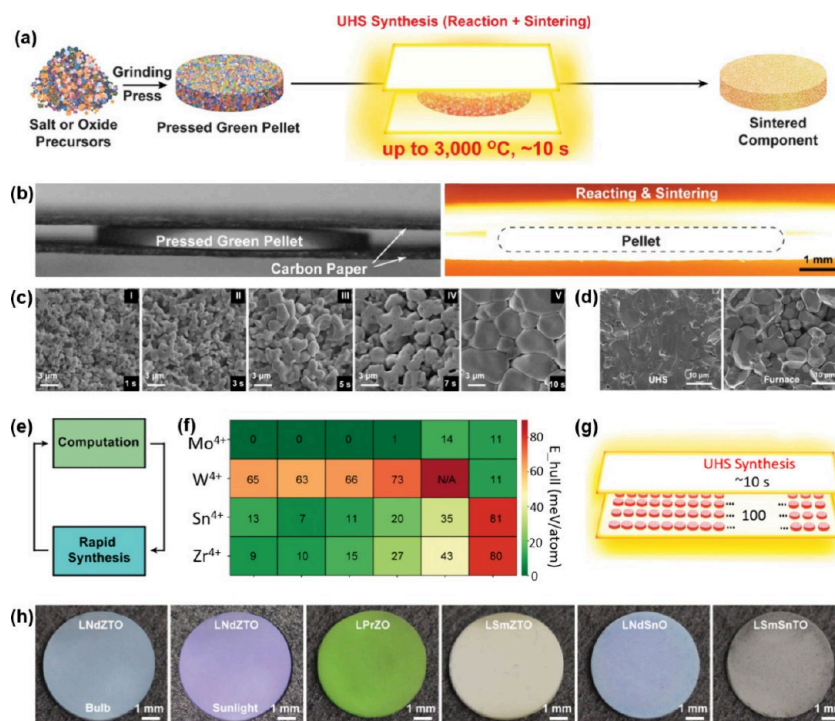 (a)
UHS Synthesis (Reaction + Sintering)
Grinding
Press
Salt or Oxide
Precursors
Pressed Green Pellet
up to 3,000 °C, ~10 s
Sintered
Component
(b)
Pressed Green Pellet
Carbon Paper
Reacting & Sintering
Pellet
1 mm
(c)
I
3 μm
1 s
II
3 μm
3 s
III
3 μm
5 s
IV
3 μm
7 s
V
3 μm
10 s
(d)
UHS
10 μm
Furnace
10 μm
(e)
Computation
Rapid
Synthesis
(f)
Mo⁴⁺ 0 0 0 1 14 11
W⁴⁺ 65 63 66 73 N/A 11
Sn⁴⁺ 13 7 11 20 35 81
Zr⁴⁺ 9 10 15 27 43 80
80
60
40
20
0
E_hull (meV/atom)
(g)
UHS Synthesis
~10 s
... 100 ...
(h)
LNdZTO
Bulb
1 mm
LNdZTO
Sunlight
1 mm
LPrZO
1 mm
LSmZTO
1 mm
LNdSnO
1 mm
LSmSnTO
1 mm